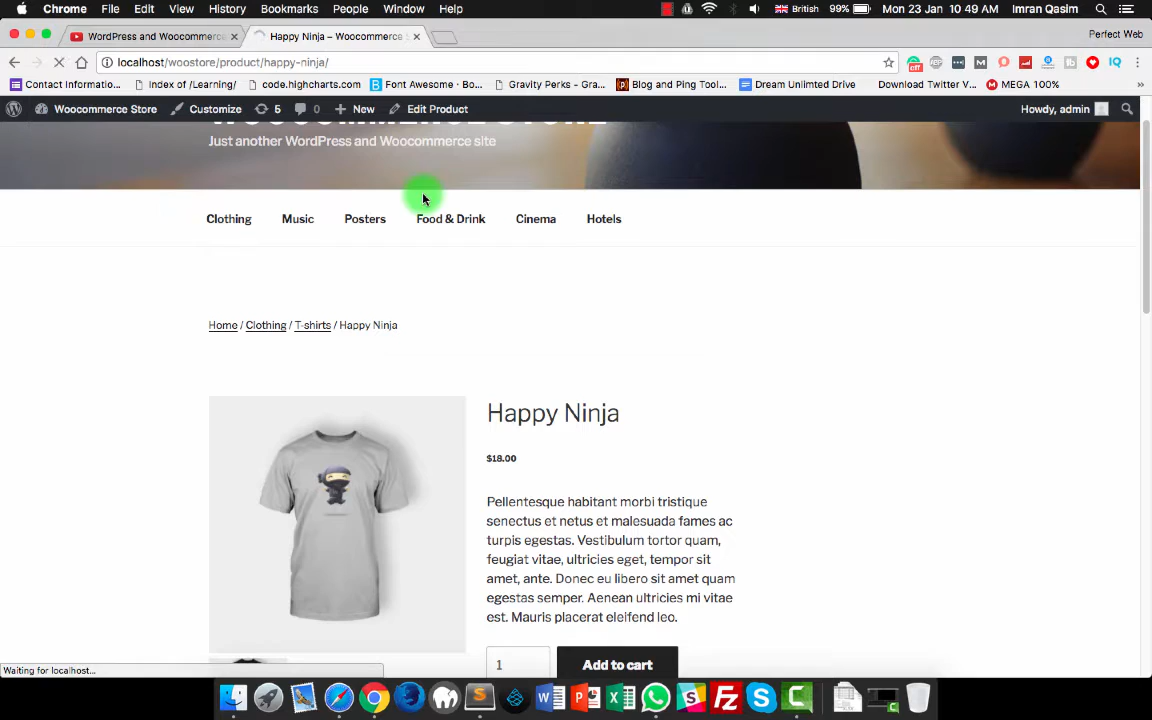 Chrome File Edit View History Bookmarks People Window Help British 99% Mon 23 Jan 10:49 AM Imran Qasim
WordPress and Woocommerce Happy Ninja – Woocommerce Perfect Web
localhost/woostore/product/happy-ninja/
Contact Informatio... Index of /Learning/ code.highcharts.com Font Awesome · Bo... Gravity Perks - Gra... Blog and Ping Tool... Dream Unlimted Drive Download Twitter V... MEGA 100%
Woocommerce Store Customize 5 0 New Edit Product Howdy, admin
WOOCOMMERCE STORE
Just another WordPress and Woocommerce site
Clothing Music Posters Food & Drink Cinema Hotels
Home / Clothing / T-shirts / Happy Ninja
Happy Ninja
$18.00
Pellentesque habitant morbi tristique
senectus et netus et malesuada fames ac
turpis egestas. Vestibulum tortor quam,
feugiat vitae, ultricies eget, tempor sit
amet, ante. Donec eu libero sit amet quam
egestas semper. Aenean ultricies mi vitae
est. Mauris placerat eleifend leo.
1 Add to cart
Waiting for localhost...